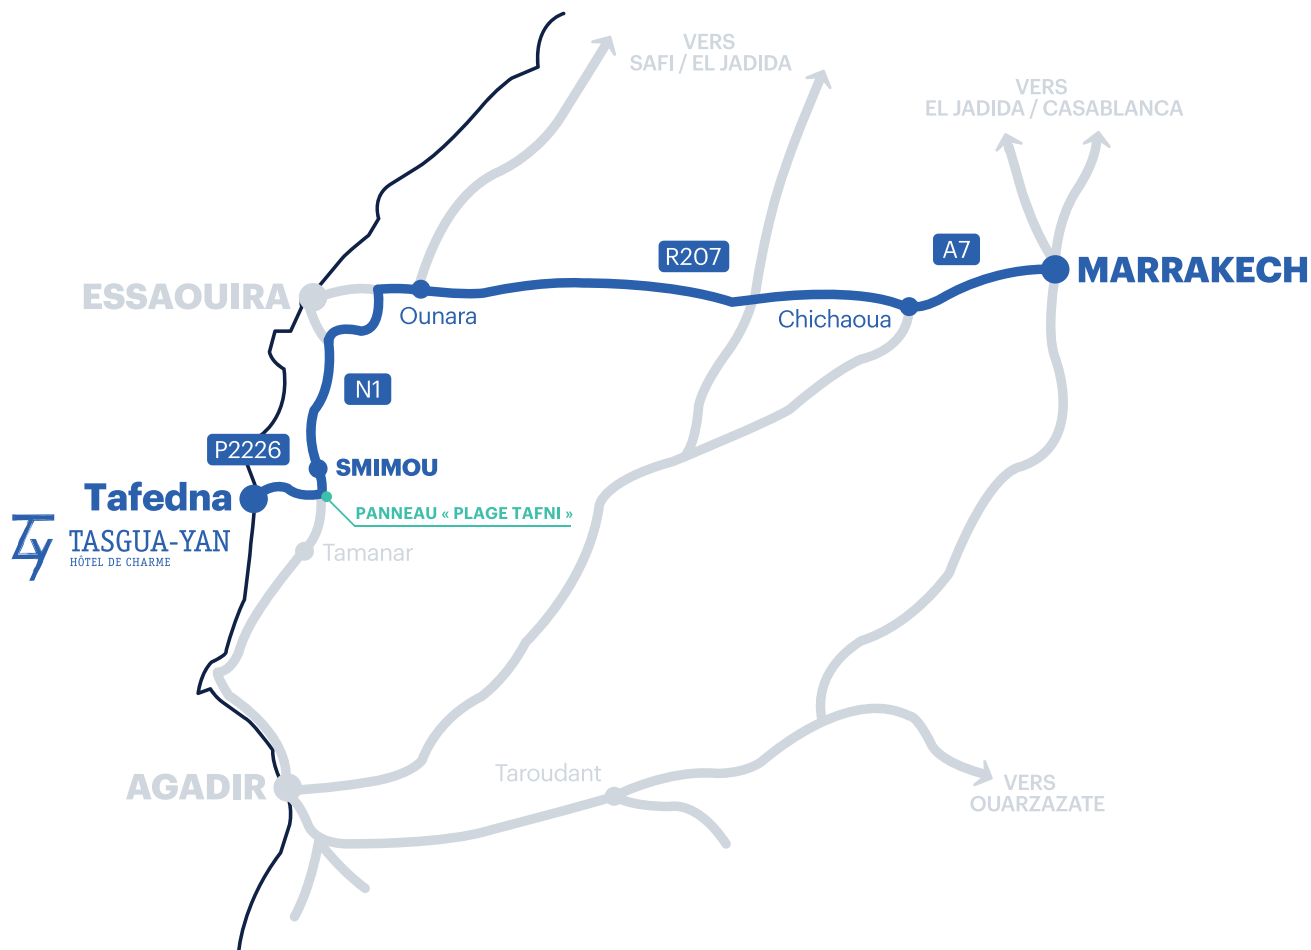 VERS
SAFI / EL JADIDA
VERS
EL JADIDA / CASABLANCA
A7
R207
MARRAKECH
ESSAOUIRA
Ounara
Chichaoua
N1
P2226
SMIMOU
Tafedna
PANNEAU « PLAGE TAFNI »
Ty
TASGUA-YAN
HÔTEL DE CHARME
Tamanar
AGADIR
Taroudant
VERS
OUARZAZATE